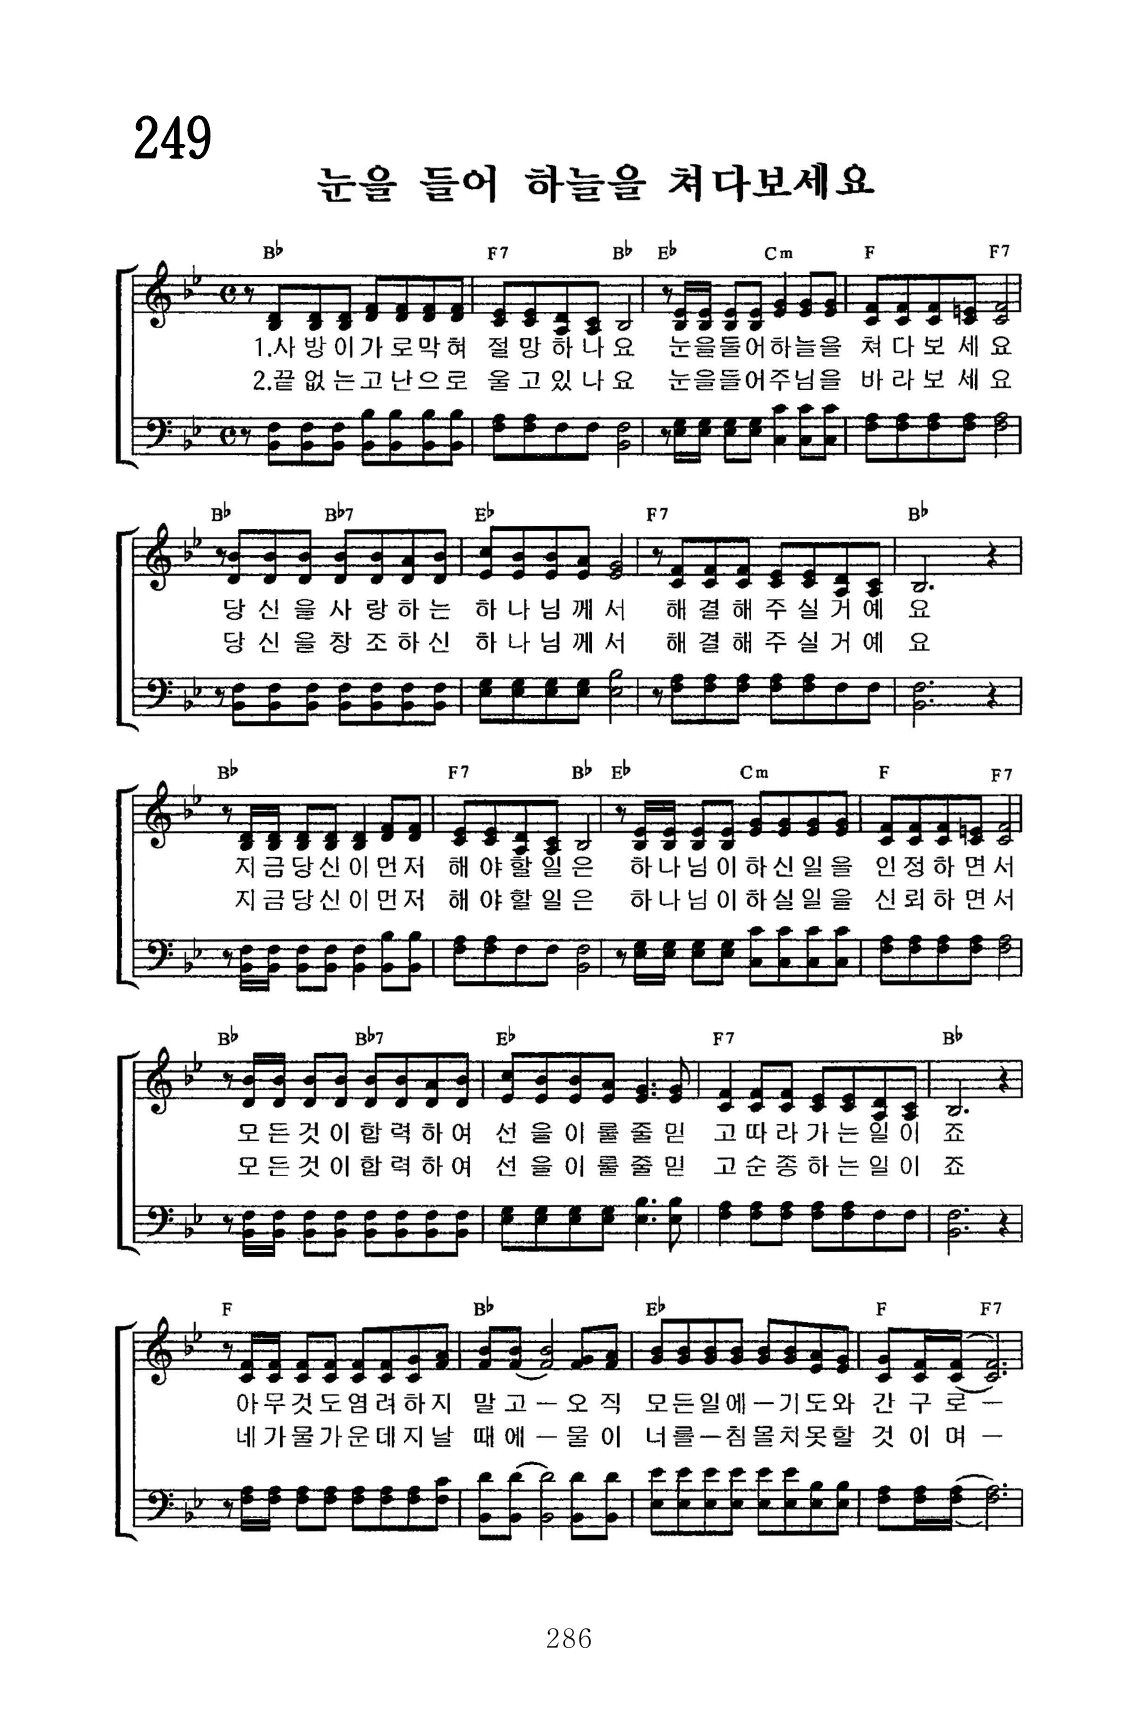 249
눈을 들어 하늘을 쳐다보세요
B♭ F7 B♭ E♭ Cm F F7
1.사방이가로막혀 절망하나요 눈을들어하늘을 쳐다보세요
2.끝없는고난으로 울고있나요 눈을들어주님을 바라보세요
B♭ B♭7 E♭ F7 B♭
당신을사랑하는 하나님께서 해결해주실거예요
당신을창조하신 하나님께서 해결해주실거예요
B♭ F7 B♭ E♭ Cm F F7
지금당신이먼저 해야할일은 하나님이하신일을 인정하면서
지금당신이먼저 해야할일은 하나님이하실일을 신뢰하면서
B♭ B♭7 E♭ F7 B♭
모든것이합력하여 선을이룰줄믿 고따라가는일이 죠
모든것이합력하여 선을이룰줄믿 고순종하는일이 죠
F B♭ E♭ F F7
아무것도염려하지 말고－오직 모든일에－기도와 간구로－
네가물가운데지날 때에－물이 너를－침몰치못할 것이며－
286